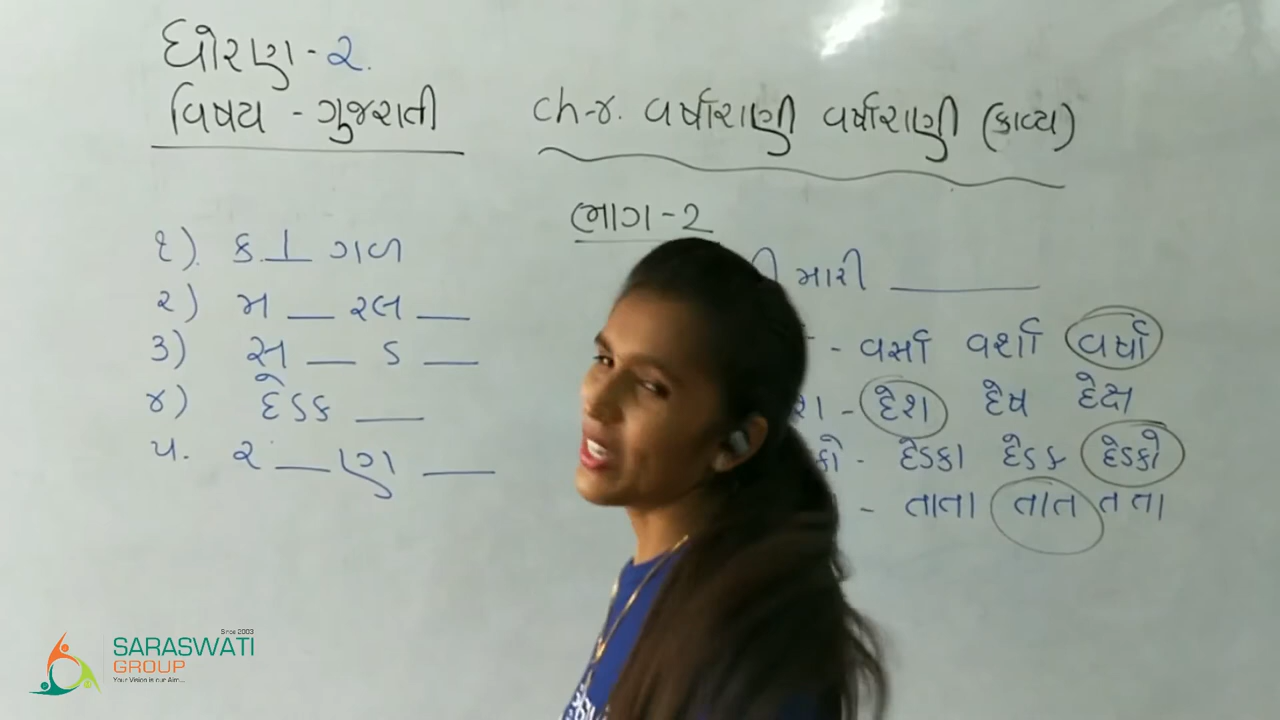 ધોરણ - ૨.
વિષય - ગુજરાતી
ch-૪. વર્ષારાણી વર્ષારાણી (કાવ્ય)
ભાગ - ૨
૧). ક ા ગળ
૨) મ __ રલ __
૩) સ __ ડ __
૪) દેડક __
૫. ર __ ણ __
ી મારી ______
- વર્સા વર્શા વર્ષા
શ - દેશ દેષ દેક્ષ
કો - દેડકા દેડક દેડકો
- તાતા તાત તતા
Since 2003
SARASWATI
GROUP
Your Vision is our Aim...